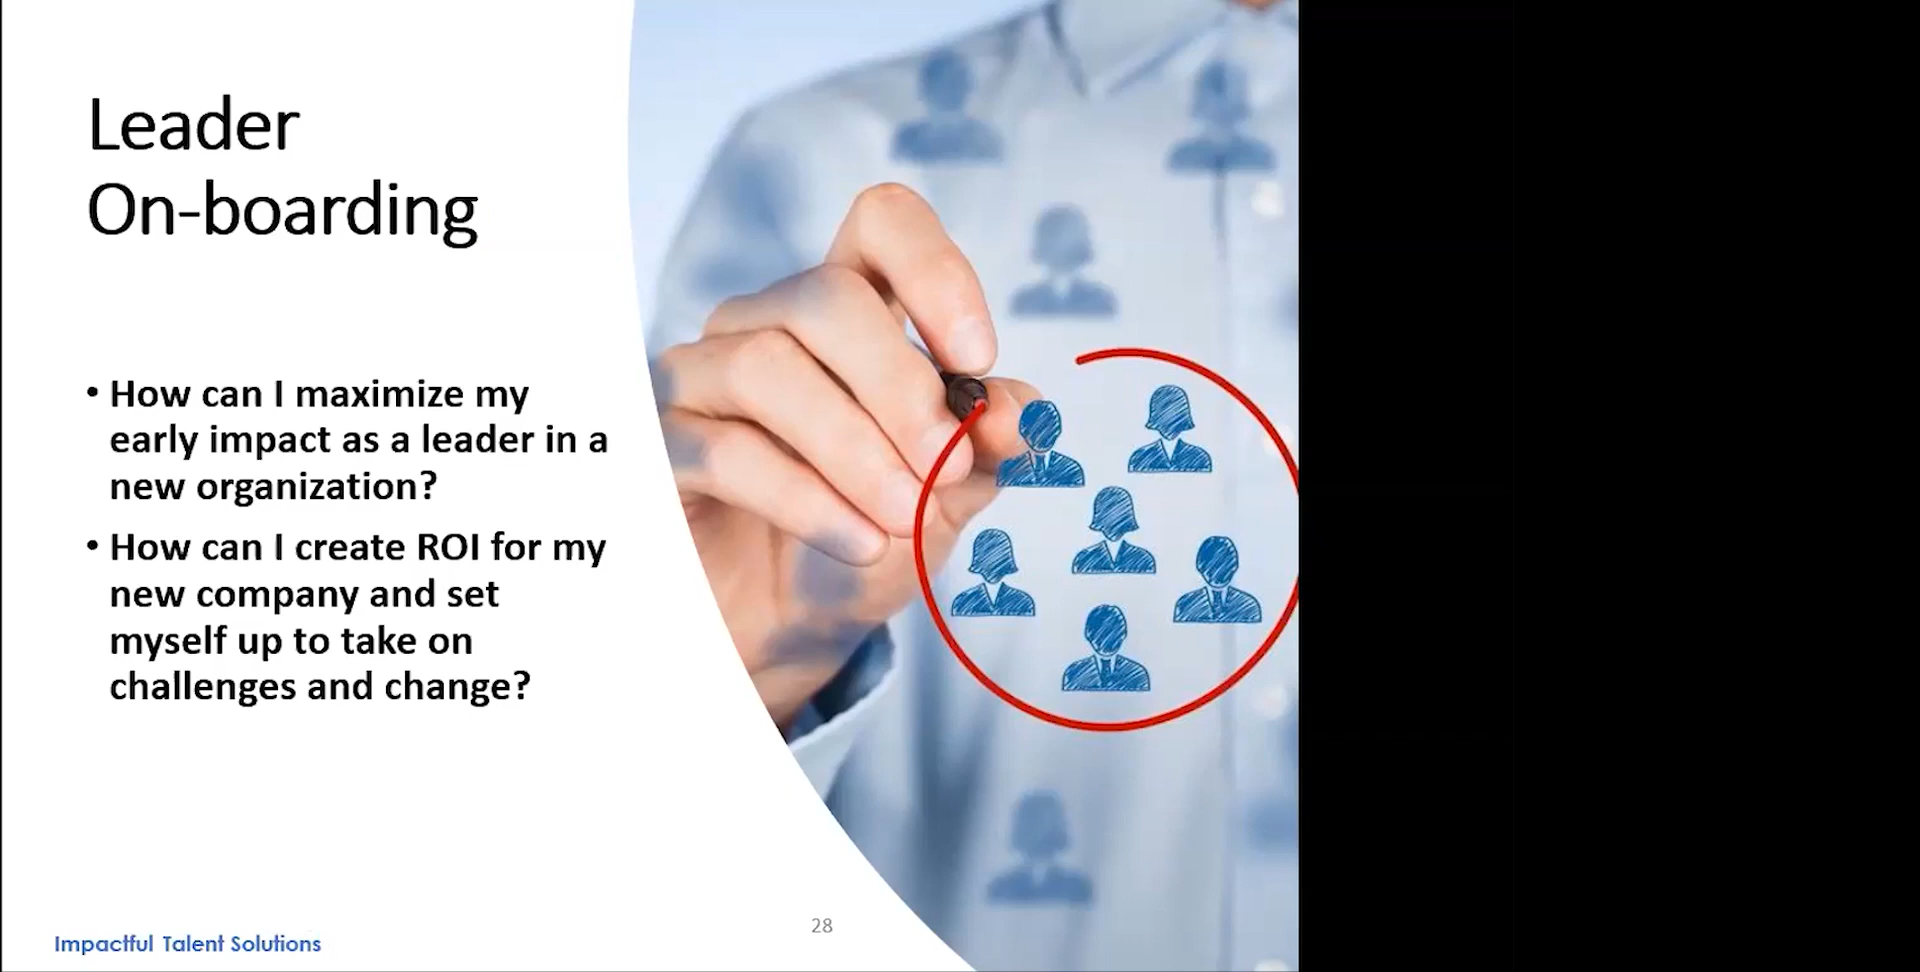 Leader
On-boarding
• How can I maximize my
early impact as a leader in a
new organization?
• How can I create ROI for my
new company and set
myself up to take on
challenges and change?
28
Impactful Talent Solutions